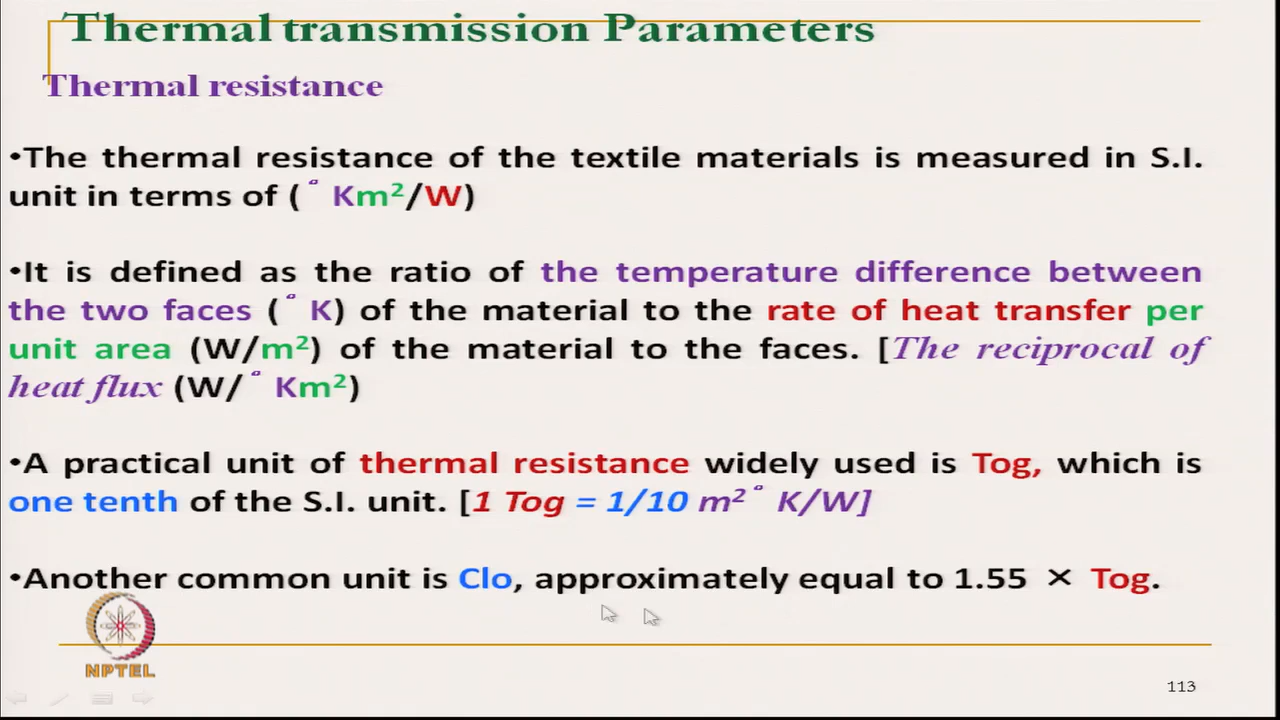 Thermal transmission Parameters
Thermal resistance
•The thermal resistance of the textile materials is measured in S.I.
unit in terms of (˚ Km²/W)
•It is defined as the ratio of the temperature difference between
the two faces (˚ K) of the material to the rate of heat transfer per
unit area (W/m²) of the material to the faces. [The reciprocal of
heat flux (W/˚ Km²)
•A practical unit of thermal resistance widely used is Tog, which is
one tenth of the S.I. unit. [1 Tog = 1/10 m²˚ K/W]
•Another common unit is Clo, approximately equal to 1.55 × Tog.
NPTEL
113